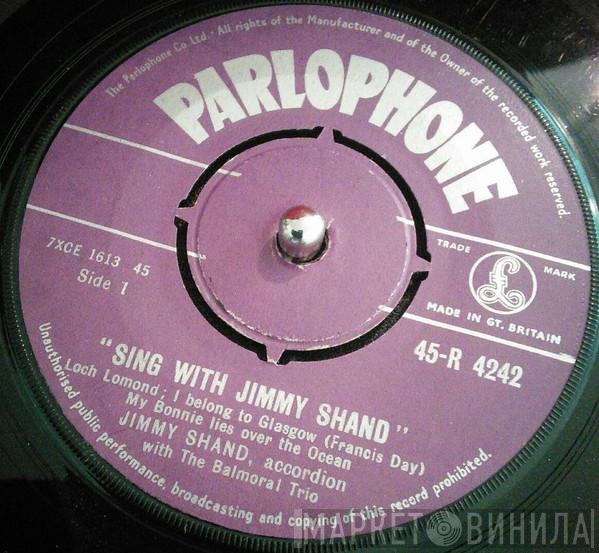 The Parlophone Co Ltd · All rights of the Manufacturer and of the Owner of the recorded work reserved.
PARLOPHONE
TRADE MARK
£
MADE IN GT. BRITAIN
7XCE 1613 45
Side 1
45-R 4242
"SING WITH JIMMY SHAND"
Loch Lomond; I belong to Glasgow (Francis Day)
My Bonnie lies over the Ocean
JIMMY SHAND, accordion
with The Balmoral Trio
Unauthorised public performance, broadcasting and copying of this record prohibited.
МАРКЕТ ВИНИЛА